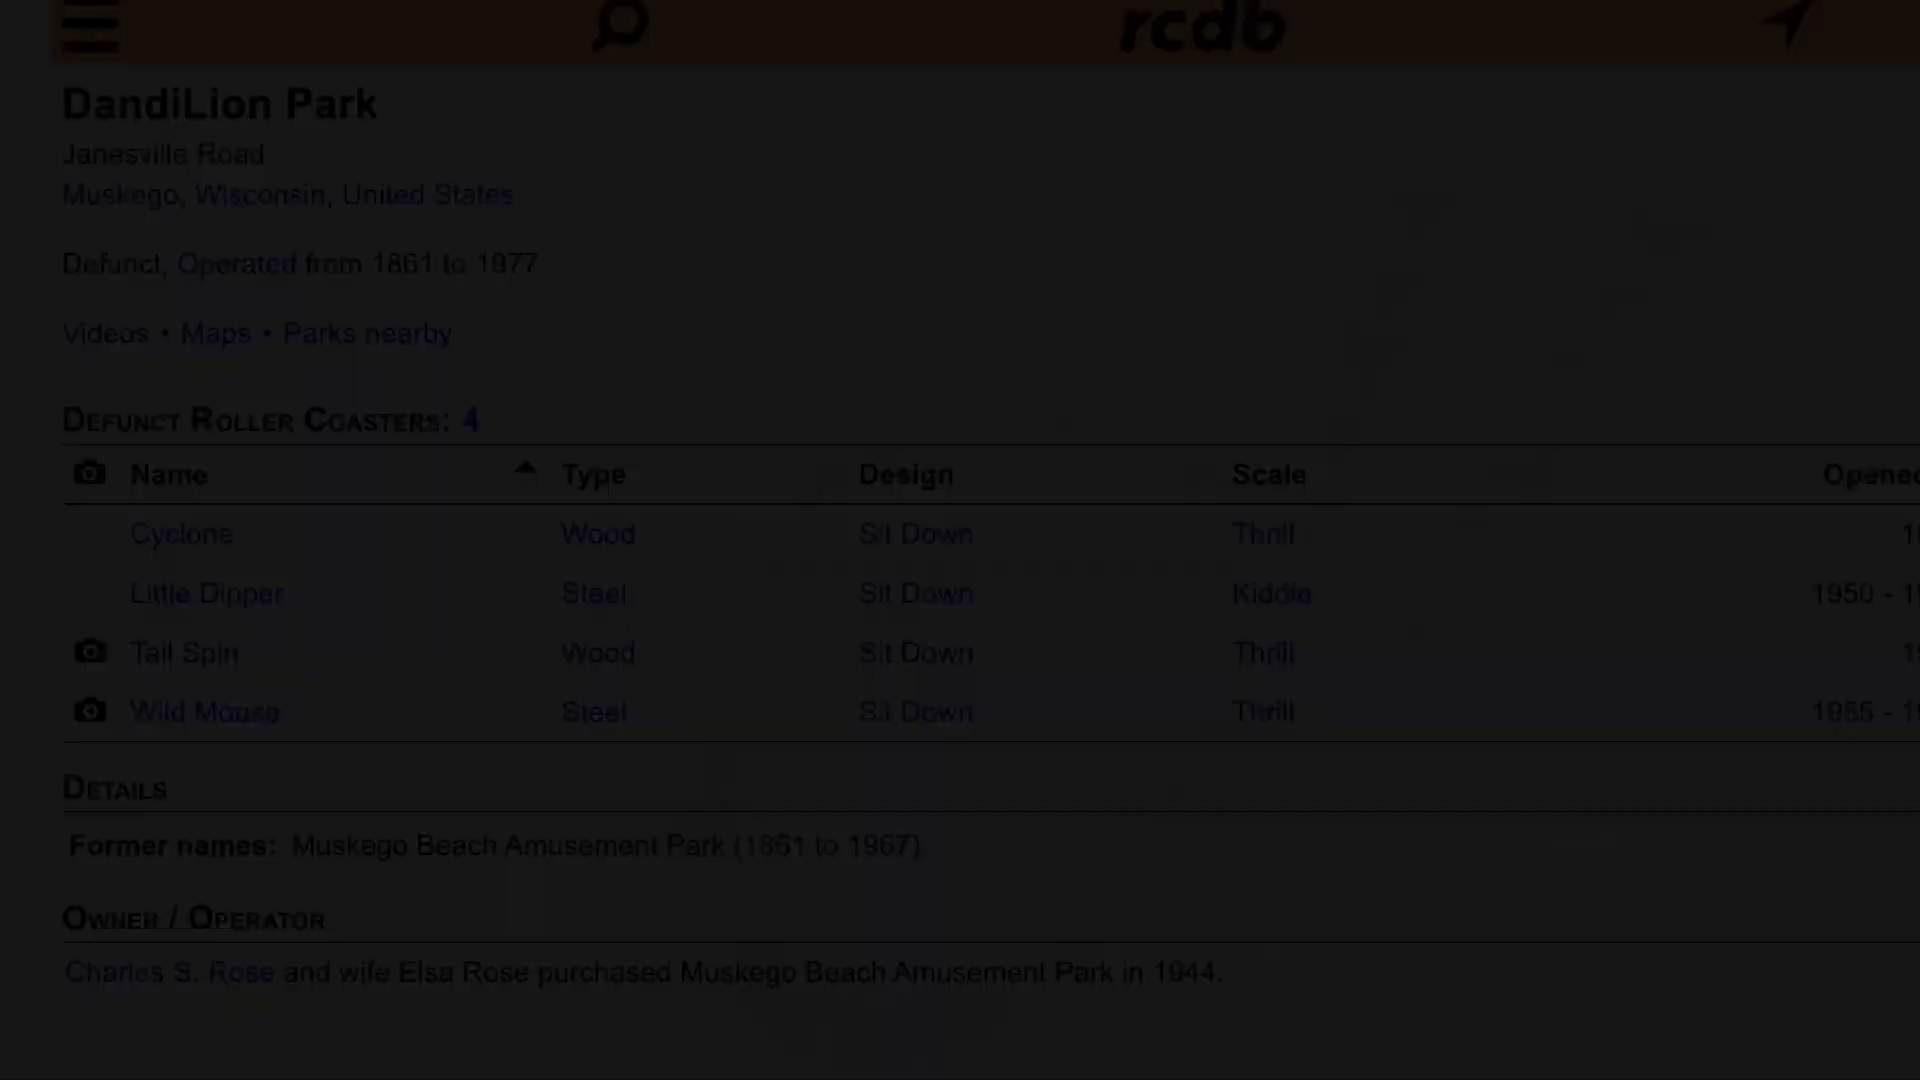 rcdb
DandiLion Park
Janesville Road
Muskego, Wisconsin, United States
Defunct, Operated from 1861 to 1977
Videos • Maps • Parks nearby
DEFUNCT ROLLER COASTERS: 4
Name Type Design Scale Opened
Cyclone Wood Sit Down Thrill
Little Dipper Steel Sit Down Kiddie 1950 -
Tail Spin Wood Sit Down Thrill
Wild Mouse Steel Sit Down Thrill 1955 -
DETAILS
Former names: Muskego Beach Amusement Park (1861 to 1967)
OWNER / OPERATOR
Charles S. Rose and wife Elsa Rose purchased Muskego Beach Amusement Park in 1944.